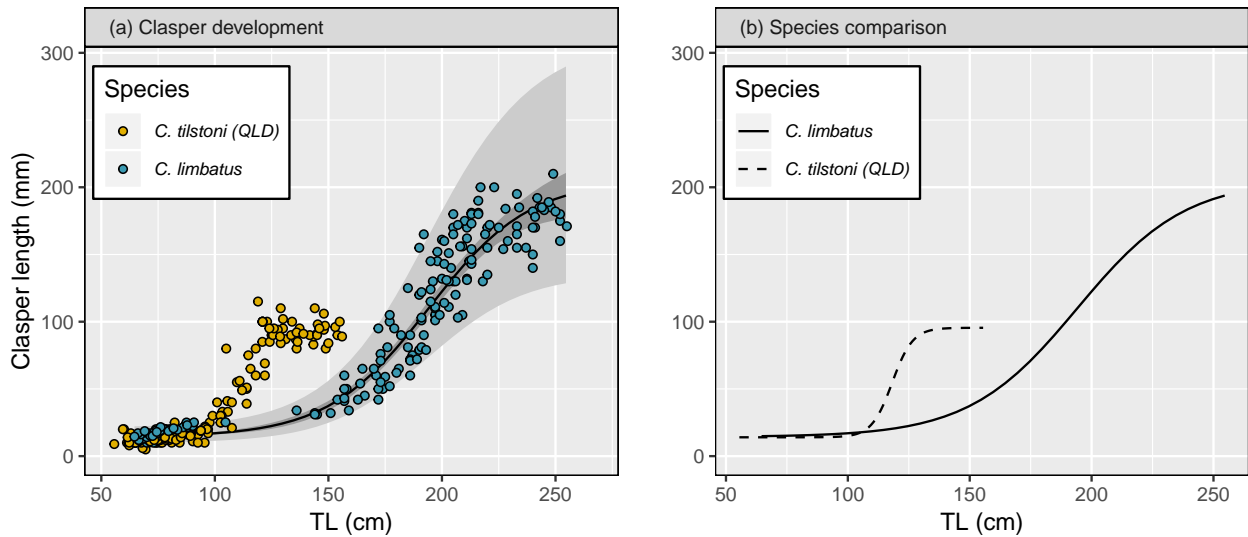 (a) Clasper development
300
200
100
0
Clasper length (mm)
Species
C. tilstoni (QLD)
C. limbatus
50 100 150 200 250
TL (cm)
(b) Species comparison
300
200
100
0
Species
C. limbatus
C. tilstoni (QLD)
50 100 150 200 250
TL (cm)